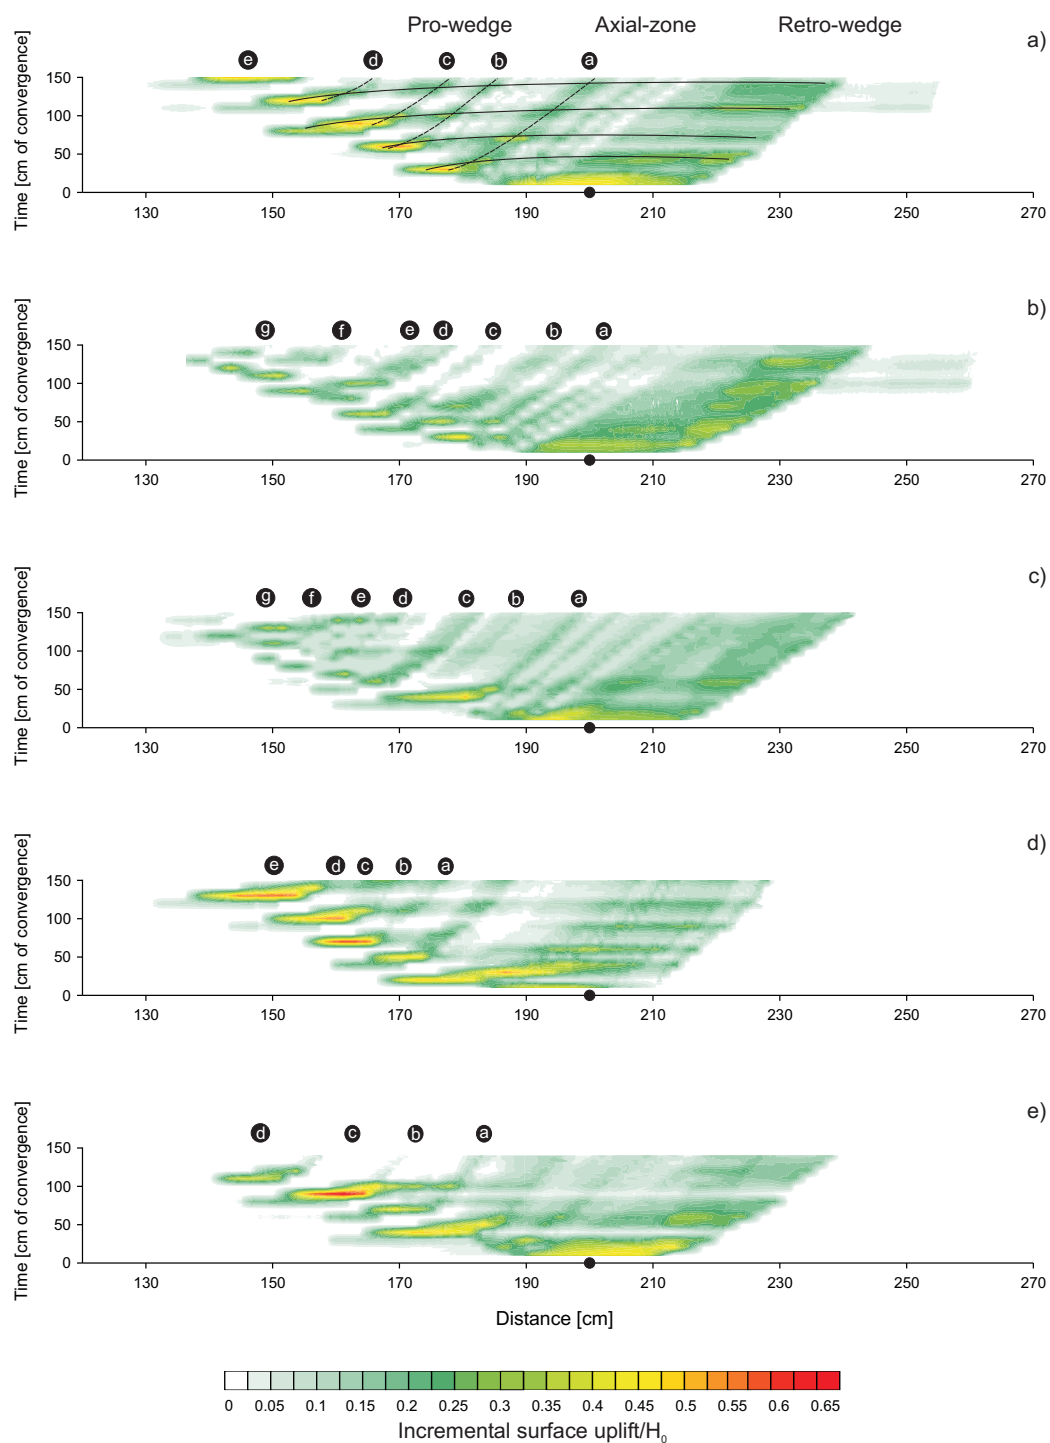 Pro-wedge Axial-zone Retro-wedge
a)
e d c b a
Time [cm of convergence]
150
100
50
0
130 150 170 190 210 230 250 270
b)
g f e d c b a
Time [cm of convergence]
150
100
50
0
130 150 170 190 210 230 250 270
c)
g f e d c b a
Time [cm of convergence]
150
100
50
0
130 150 170 190 210 230 250 270
d)
e d c b a
Time [cm of convergence]
150
100
50
0
130 150 170 190 210 230 250 270
e)
d c b a
Time [cm of convergence]
150
100
50
0
130 150 170 190 210 230 250 270
Distance [cm]
0 0.05 0.1 0.15 0.2 0.25 0.3 0.35 0.4 0.45 0.5 0.55 0.6 0.65
Incremental surface uplift/H₀